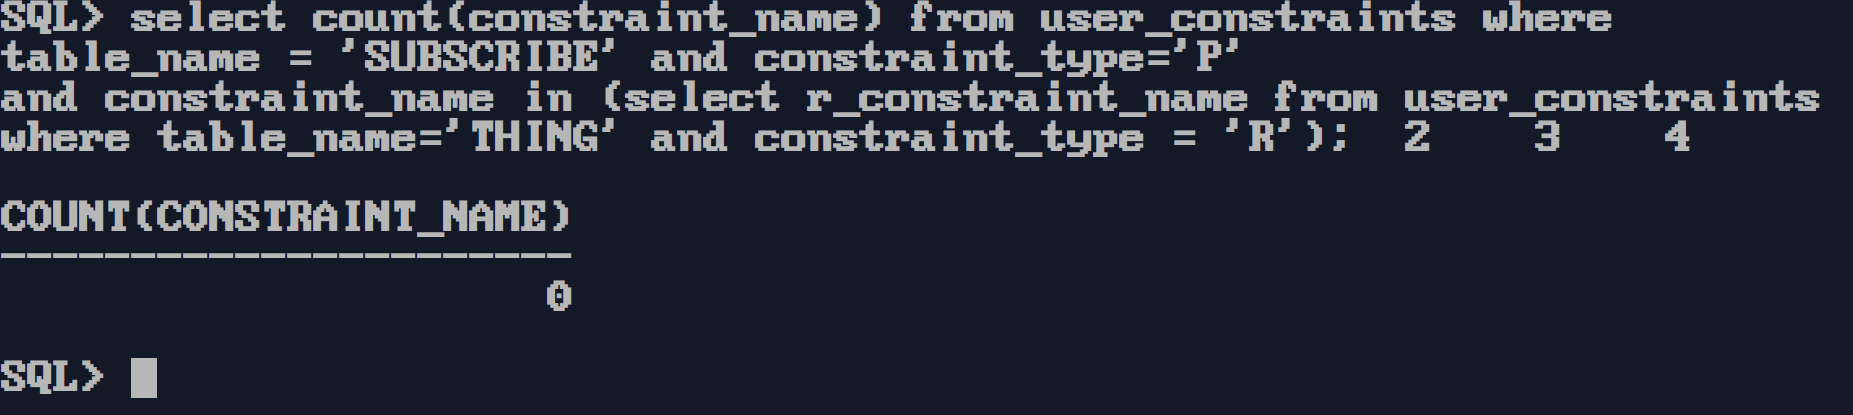 SQL> select count(constraint_name) from user_constraints where
table_name = 'SUBSCRIBE' and constraint_type='P'
and constraint_name in (select r_constraint_name from user_constraints
where table_name='THING' and constraint_type = 'R');  2    3    4
COUNT(CONSTRAINT_NAME)
----------------------
0
SQL>